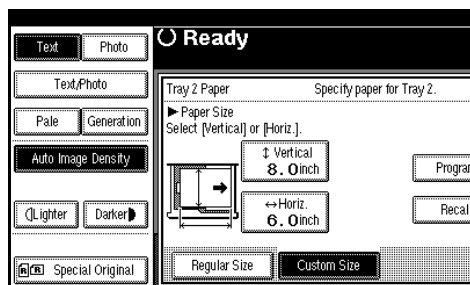 Text Photo
Text/Photo
Pale Generation
Auto Image Density
Lighter Darker
Special Original
Ready
Tray 2 Paper Specify paper for Tray 2.
▶ Paper Size
Select [Vertical] or [Horiz.].
↕ Vertical
8.0inch
↔ Horiz.
6.0inch
Program
Recal
Regular Size Custom Size